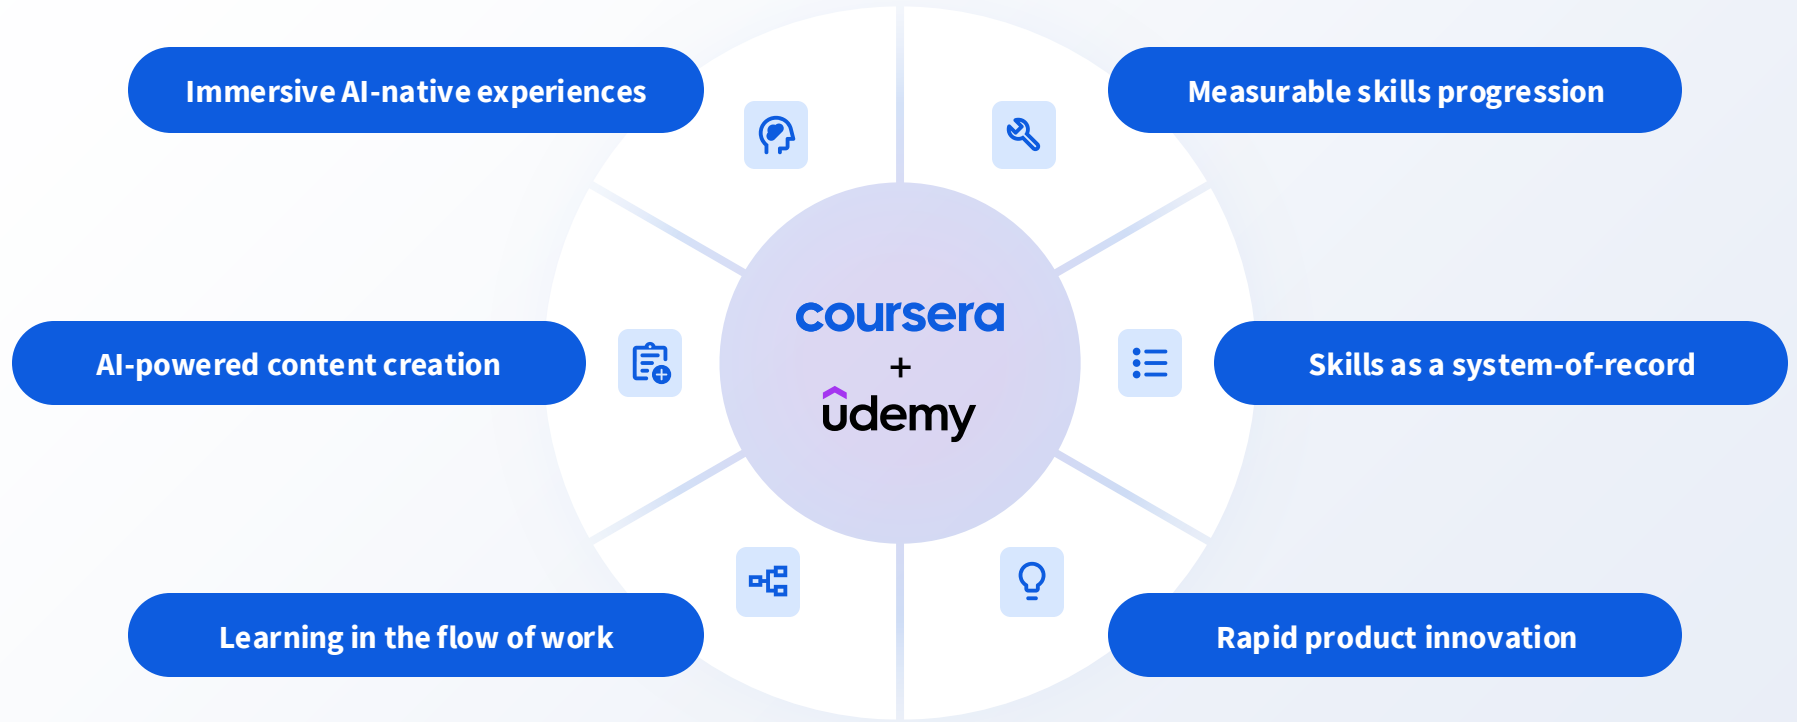 Immersive AI-native experiences
Measurable skills progression
coursera
+
udemy
AI-powered content creation
Skills as a system-of-record
Learning in the flow of work
Rapid product innovation